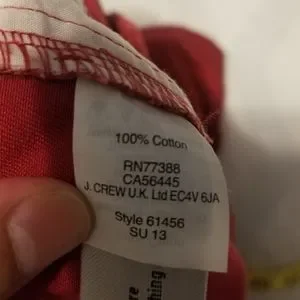 100% Cotton
RN77388
CA56445
J. CREW U.K. Ltd EC4V 6JA
Style 61456
SU 13